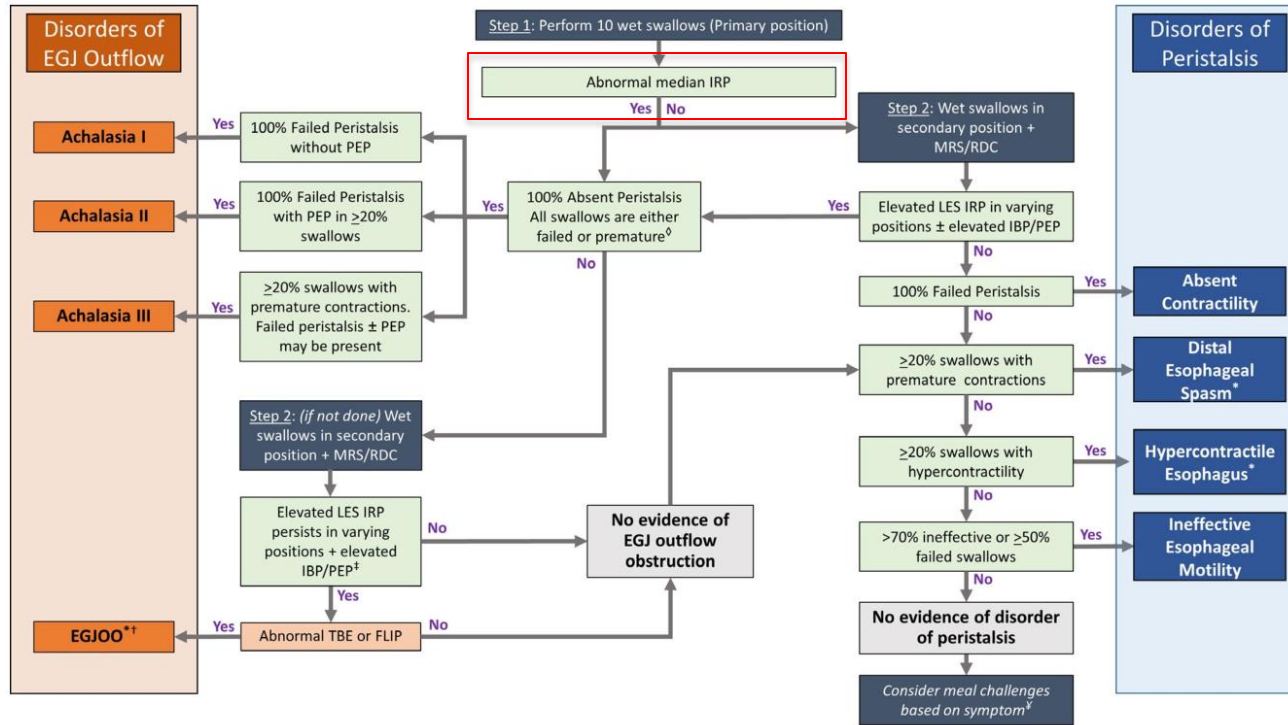 Disorders of
EGJ Outflow
Step 1: Perform 10 wet swallows (Primary position)
Disorders of
Peristalsis
Abnormal median IRP
Yes
No
Step 2: Wet swallows in
secondary position +
MRS/RDC
Achalasia I
Yes
100% Failed Peristalsis
without PEP
Achalasia II
Yes
100% Failed Peristalsis
with PEP in ≥20%
swallows
Yes
100% Absent Peristalsis
All swallows are either
failed or premature◊
Yes
Elevated LES IRP in varying
positions ± elevated IBP/PEP
No
No
Achalasia III
Yes
≥20% swallows with
premature contractions.
Failed peristalsis ± PEP
may be present
100% Failed Peristalsis
Yes
Absent
Contractility
No
≥20% swallows with
premature contractions
Yes
Distal
Esophageal
Spasm*
No
Step 2: (if not done) Wet
swallows in secondary
position + MRS/RDC
≥20% swallows with
hypercontractility
Yes
Hypercontractile
Esophagus*
No
Elevated LES IRP
persists in varying
positions + elevated
IBP/PEP‡
No
No evidence of
EGJ outflow
obstruction
>70% ineffective or ≥50%
failed swallows
Yes
Ineffective
Esophageal
Motility
Yes
No
EGJOO*†
Yes
Abnormal TBE or FLIP
No
No evidence of disorder
of peristalsis
Consider meal challenges
based on symptom¥